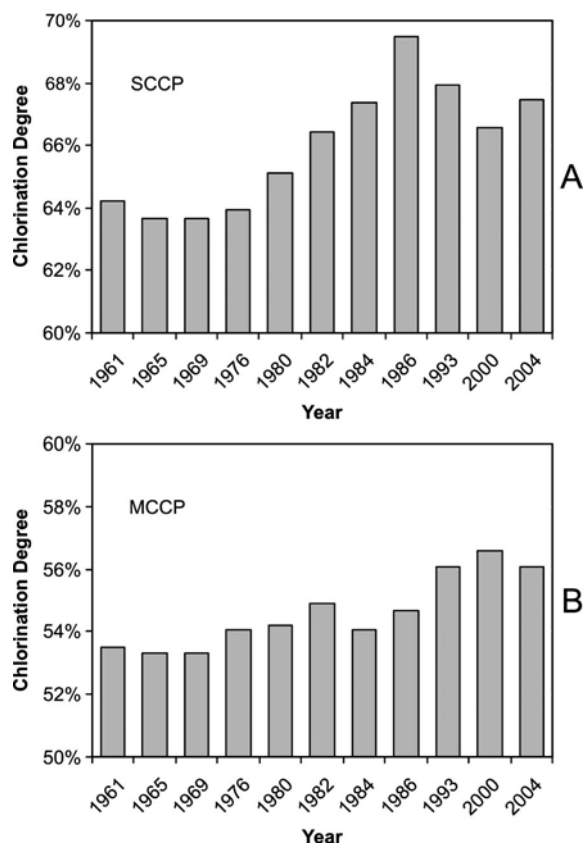 70%
68%
66%
64%
62%
60%
Chlorination Degree
SCCP
A
1961 1965 1969 1976 1980 1982 1984 1986 1993 2000 2004
Year
60%
58%
56%
54%
52%
50%
Chlorination Degree
MCCP
B
1961 1965 1969 1976 1980 1982 1984 1986 1993 2000 2004
Year